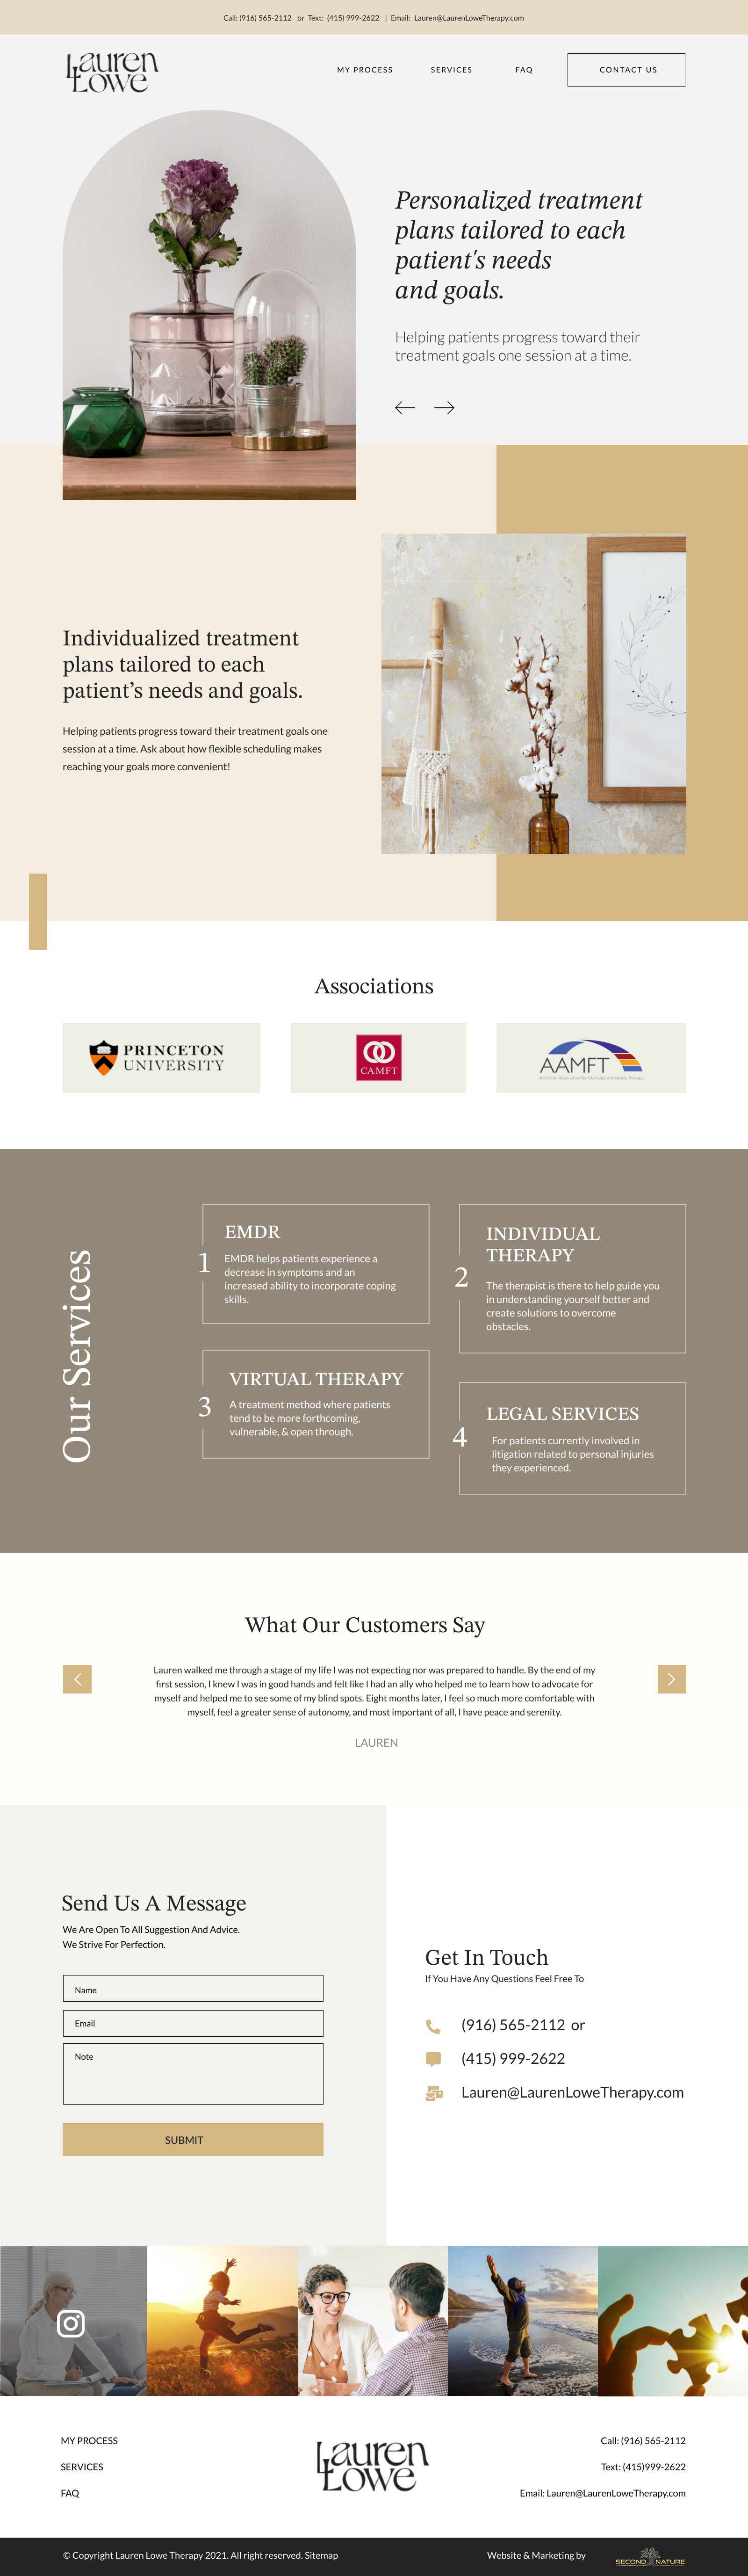 Call: (916) 565-2112 or Text: (415) 999-2622 | Email: Lauren@LaurenLoweTherapy.com
Lauren
Lowe
MY PROCESS
SERVICES
FAQ
CONTACT US
Personalized treatment
plans tailored to each
patient's needs
and goals.
Helping patients progress toward their
treatment goals one session at a time.
Individualized treatment
plans tailored to each
patient’s needs and goals.
Helping patients progress toward their treatment goals one
session at a time. Ask about how flexible scheduling makes
reaching your goals more convenient!
Associations
PRINCETON
UNIVERSITY
CAMFT
AAMFT
American Association for Marriage and Family Therapy
Our Services
1
EMDR
EMDR helps patients experience a
decrease in symptoms and an
increased ability to incorporate coping
skills.
2
INDIVIDUAL
THERAPY
The therapist is there to help guide you
in understanding yourself better and
create solutions to overcome
obstacles.
3
VIRTUAL THERAPY
A treatment method where patients
tend to be more forthcoming,
vulnerable, & open through.
4
LEGAL SERVICES
For patients currently involved in
litigation related to personal injuries
they experienced.
What Our Customers Say
Lauren walked me through a stage of my life I was not expecting nor was prepared to handle. By the end of my
first session, I knew I was in good hands and felt like I had an ally who helped me to learn how to advocate for
myself and helped me to see some of my blind spots. Eight months later, I feel so much more comfortable with
myself, feel a greater sense of autonomy, and most important of all, I have peace and serenity.
LAUREN
Send Us A Message
We Are Open To All Suggestion And Advice.
We Strive For Perfection.
Name
Email
Note
SUBMIT
Get In Touch
If You Have Any Questions Feel Free To
(916) 565-2112 or
(415) 999-2622
Lauren@LaurenLoweTherapy.com
MY PROCESS
SERVICES
FAQ
Lauren
Lowe
Call: (916) 565-2112
Text: (415)999-2622
Email: Lauren@LaurenLoweTherapy.com
© Copyright Lauren Lowe Therapy 2021. All right reserved. Sitemap
Website & Marketing by
SECOND NATURE